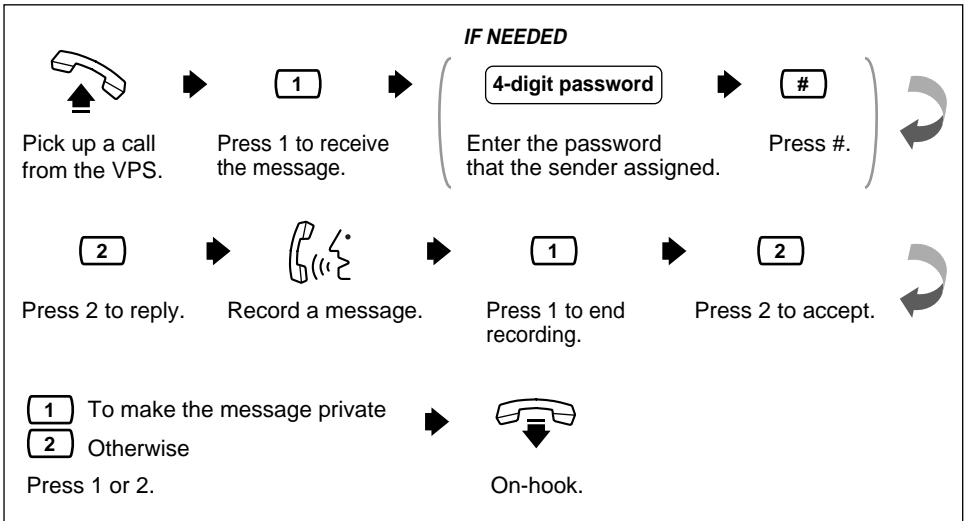 IF NEEDED
1
4-digit password
#
Pick up a call
from the VPS.
Press 1 to receive
the message.
Enter the password
that the sender assigned.
Press #.
2
1
2
Press 2 to reply.
Record a message.
Press 1 to end
recording.
Press 2 to accept.
1 To make the message private
2 Otherwise
Press 1 or 2.
On-hook.